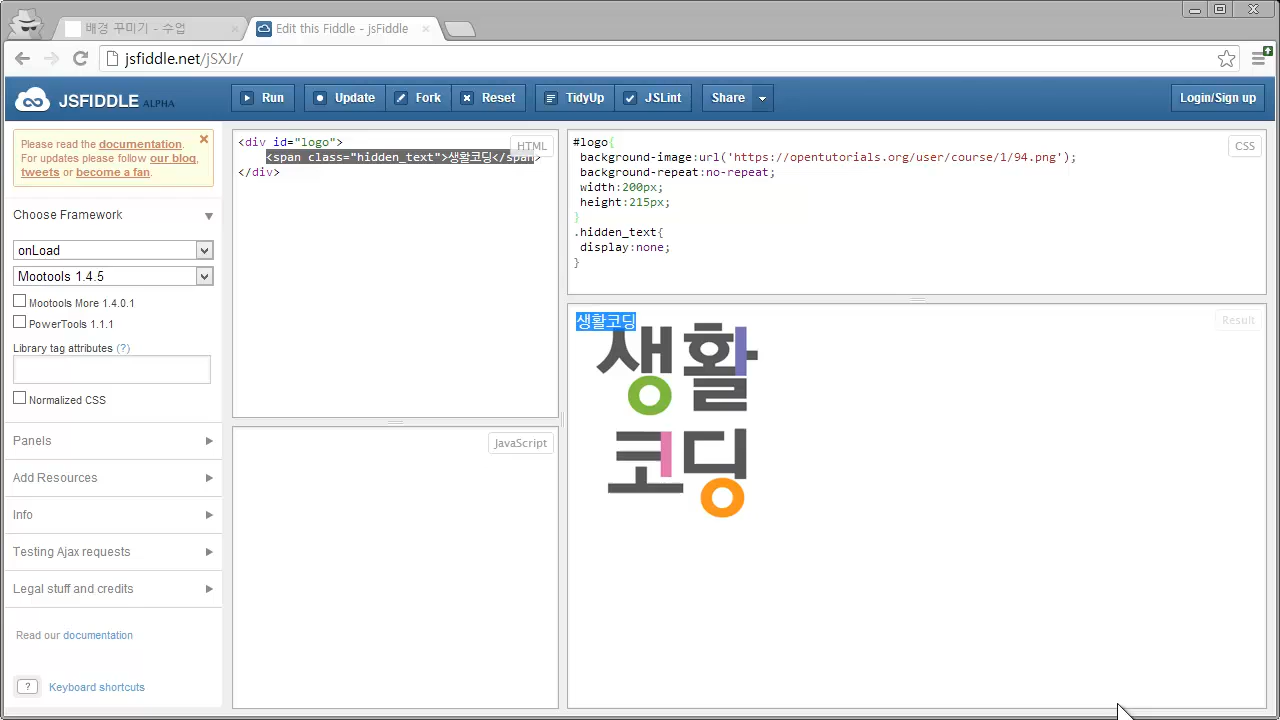 배경 꾸미기 - 수업
Edit this Fiddle - jsFiddle
jsfiddle.net/jSXJr/
JSFIDDLE ALPHA
Run
Update
Fork
Reset
TidyUp
JSLint
Share
Login/Sign up
Please read the documentation.
For updates please follow our blog,
tweets or become a fan.
Choose Framework
onLoad
Mootools 1.4.5
Mootools More 1.4.0.1
PowerTools 1.1.1
Library tag attributes (?)
Normalized CSS
Panels
Add Resources
Info
Testing Ajax requests
Legal stuff and credits
Read our documentation
? Keyboard shortcuts
HTML
<div id="logo">
<span class="hidden_text">생활코딩</span>
</div>
JavaScript
CSS
#logo{
background-image:url('https://opentutorials.org/user/course/1/94.png');
background-repeat:no-repeat;
width:200px;
height:215px;
}
.hidden_text{
display:none;
}
Result
생활코딩
생활
코딩